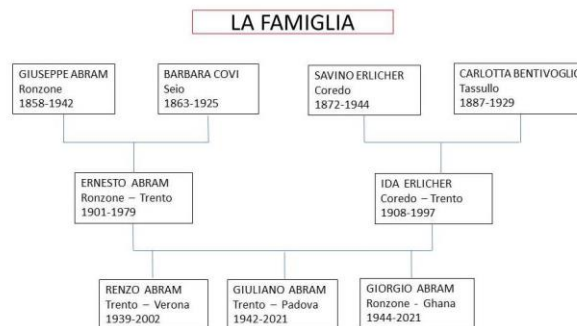 LA FAMIGLIA
GIUSEPPE ABRAM
Ronzone
1858-1942
BARBARA COVI
Seio
1863-1925
SAVINO ERLICHER
Coredo
1872-1944
CARLOTTA BENTIVOGLIO
Tassullo
1887-1929
ERNESTO ABRAM
Ronzone – Trento
1901-1979
IDA ERLICHER
Coredo – Trento
1908-1997
RENZO ABRAM
Trento – Verona
1939-2002
GIULIANO ABRAM
Trento – Padova
1942-2021
GIORGIO ABRAM
Ronzone - Ghana
1944-2021